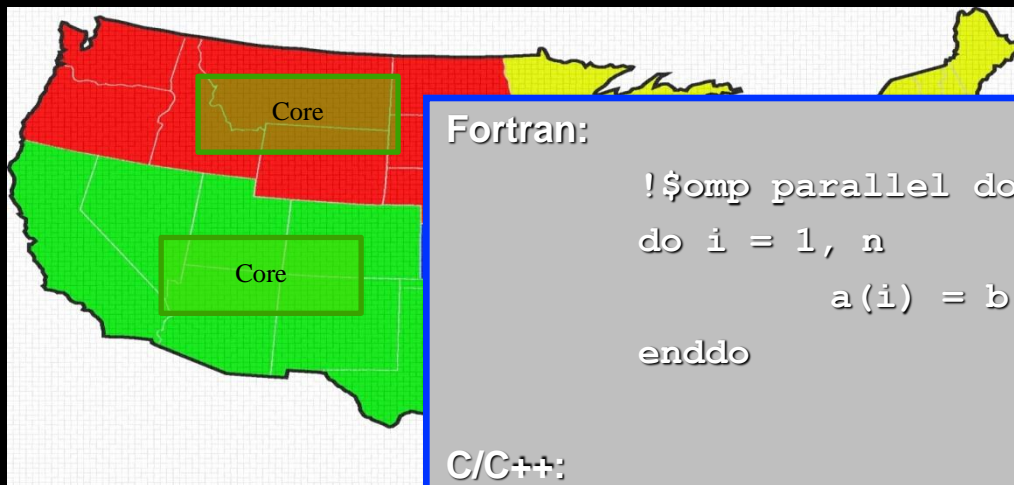 Core
Core
Fortran:
!$omp parallel do
do i = 1, n
a(i) = b
enddo
C/C++: